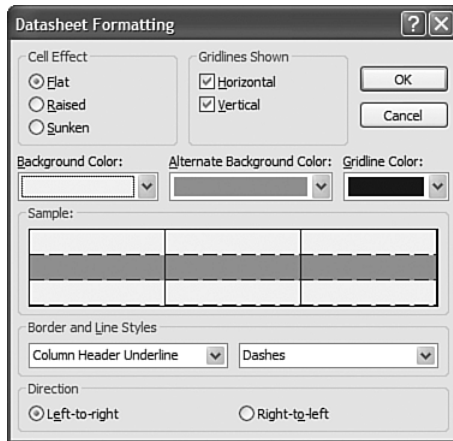 Datasheet Formatting
Cell Effect
Flat
Raised
Sunken
Gridlines Shown
Horizontal
Vertical
OK
Cancel
Background Color:
Alternate Background Color:
Gridline Color:
Sample:
Border and Line Styles
Column Header Underline
Dashes
Direction
Left-to-right
Right-to-left